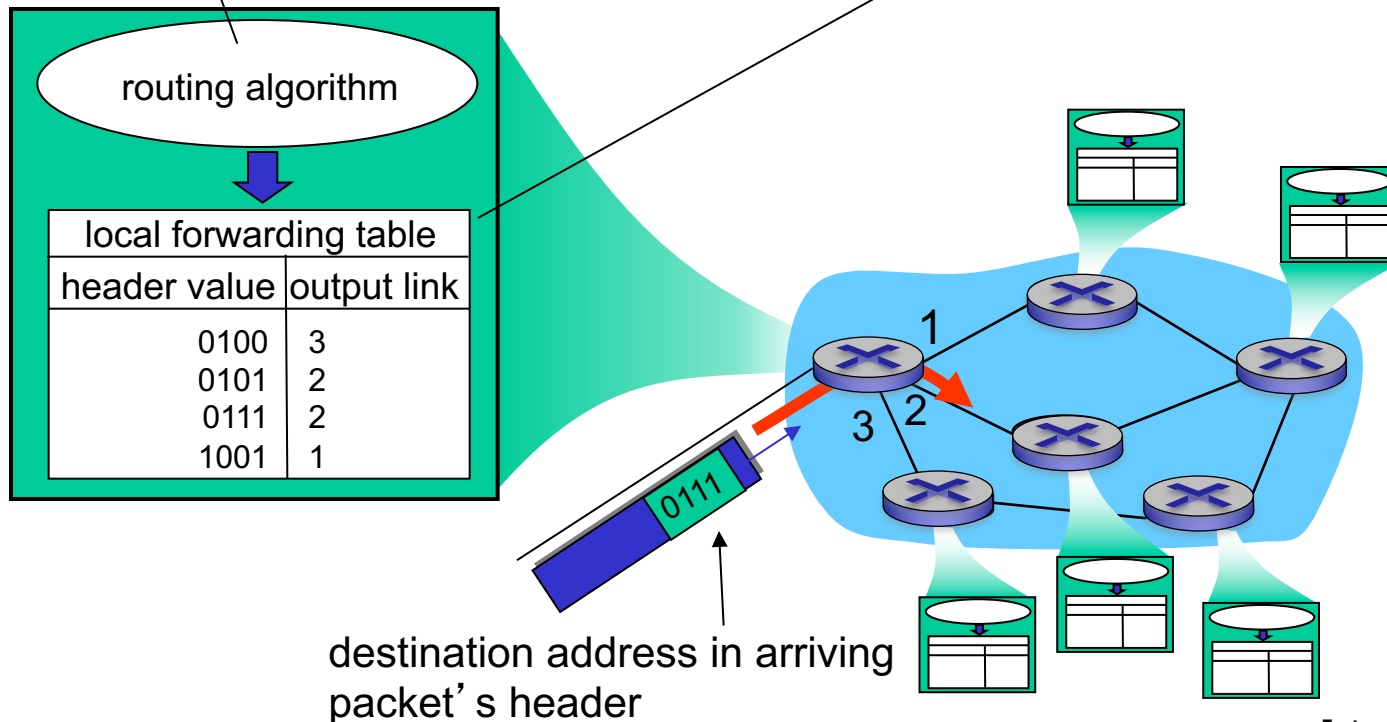 routing algorithm
local forwarding table
header value output link
0100 3
0101 2
0111 2
1001 1
1
2
3
0111
destination address in arriving
packet’s header